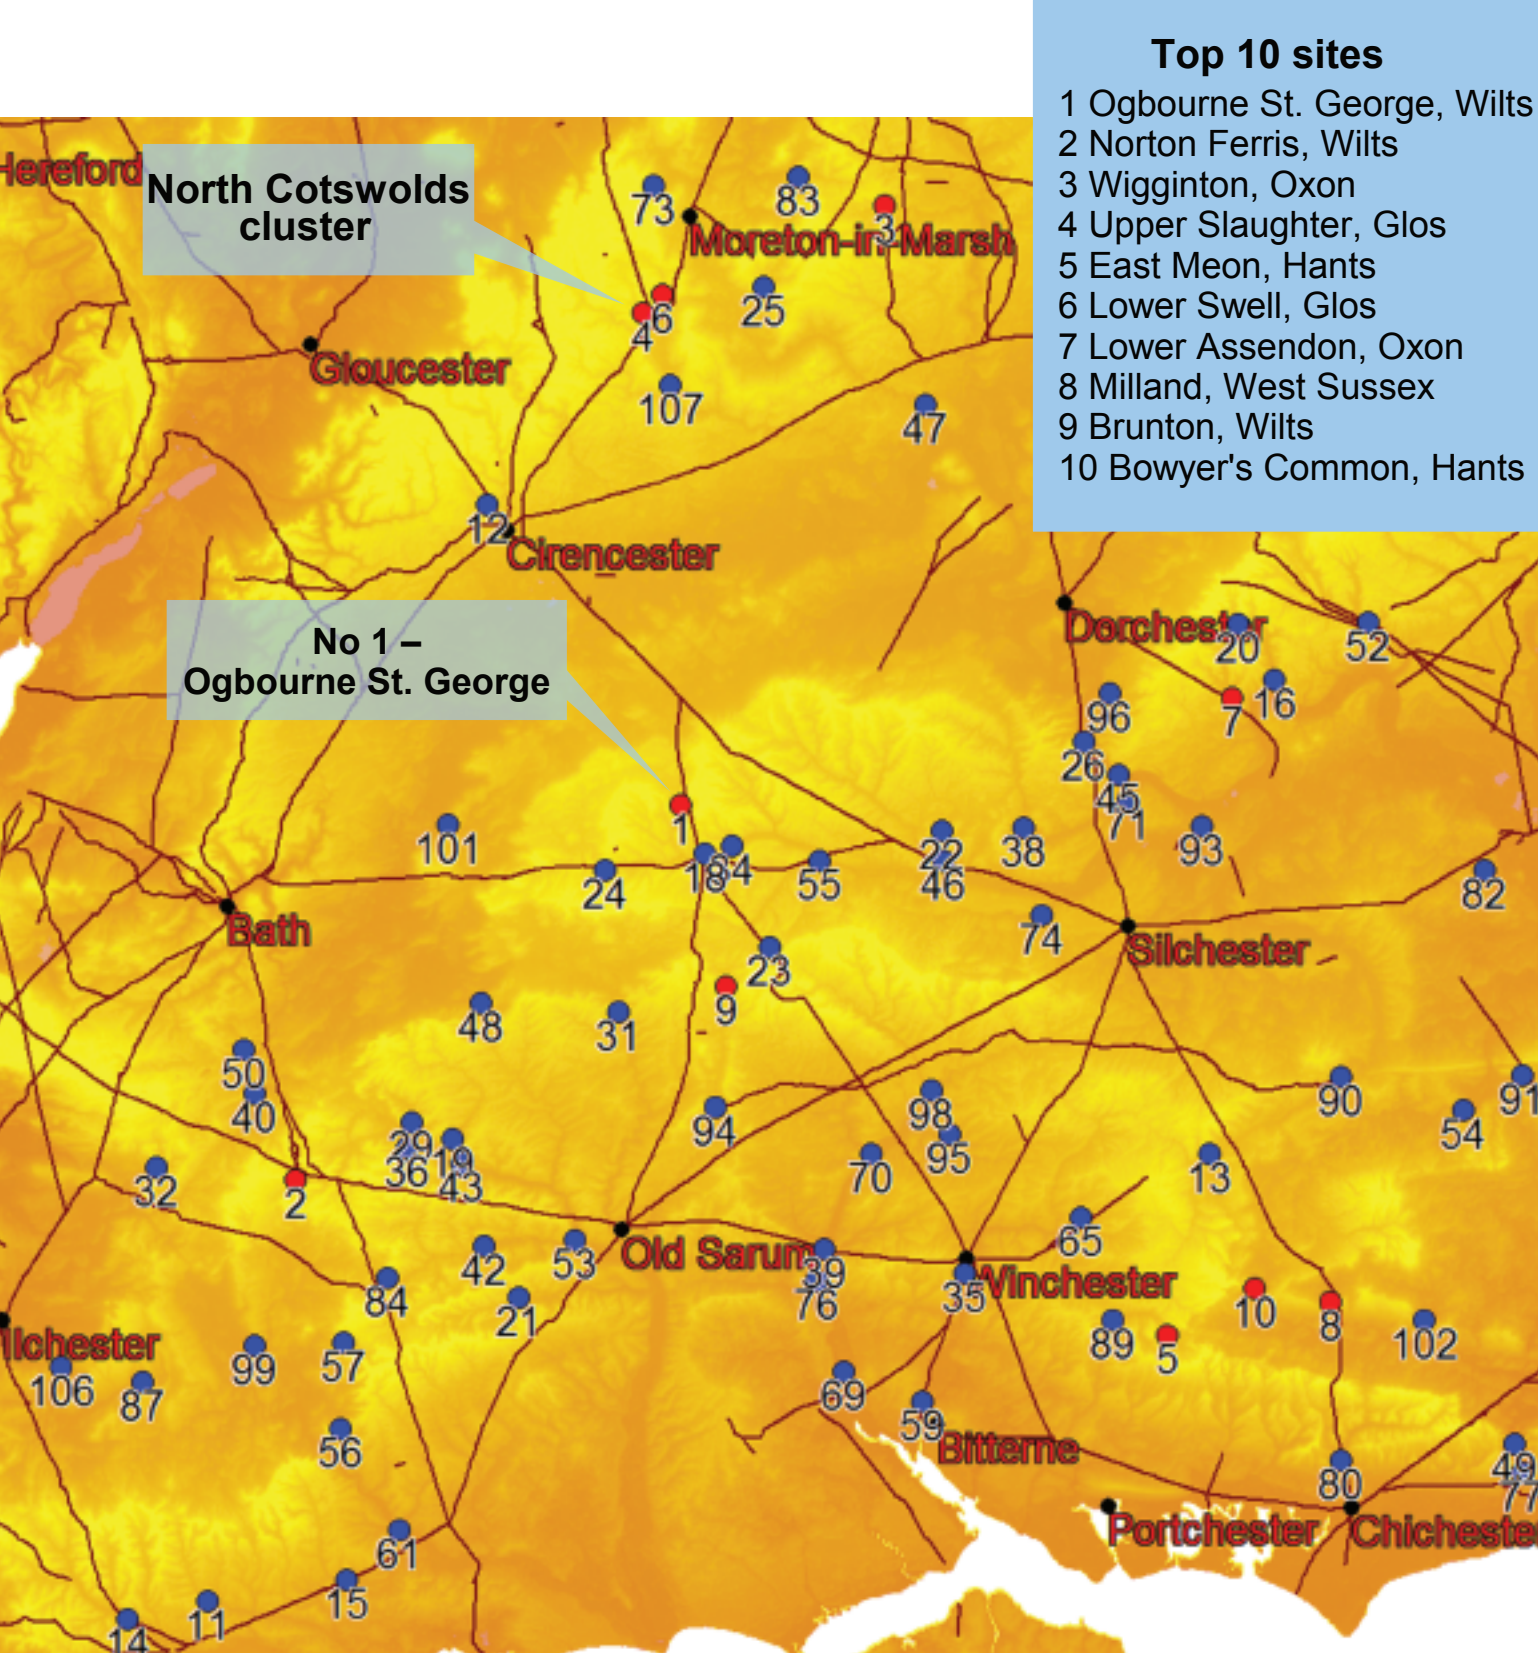 Top 10 sites
1 Ogbourne St. George, Wilts
2 Norton Ferris, Wilts
3 Wigginton, Oxon
4 Upper Slaughter, Glos
5 East Meon, Hants
6 Lower Swell, Glos
7 Lower Assendon, Oxon
8 Milland, West Sussex
9 Brunton, Wilts
10 Bowyer's Common, Hants
Hereford
North Cotswolds
cluster
73
83
3
Moreton-in-Marsh
25
6
4
Gloucester
107
47
12
Cirencester
No 1 –
Ogbourne St. George
Dorchester
20
52
16
96
7
26
45
71
1
101
22
38
93
18
84
55
46
24
82
Bath
74
Silchester
23
9
48
31
50
40
98
90
91
94
54
29
36
19
43
95
70
13
32
2
65
42
53
Old Sarum
39
76
35
Winchester
84
21
10
8
ilchester
99
57
89
5
102
106
87
69
59
Bitterne
56
80
49
77
Portchester
Chicheste
61
15
11
14